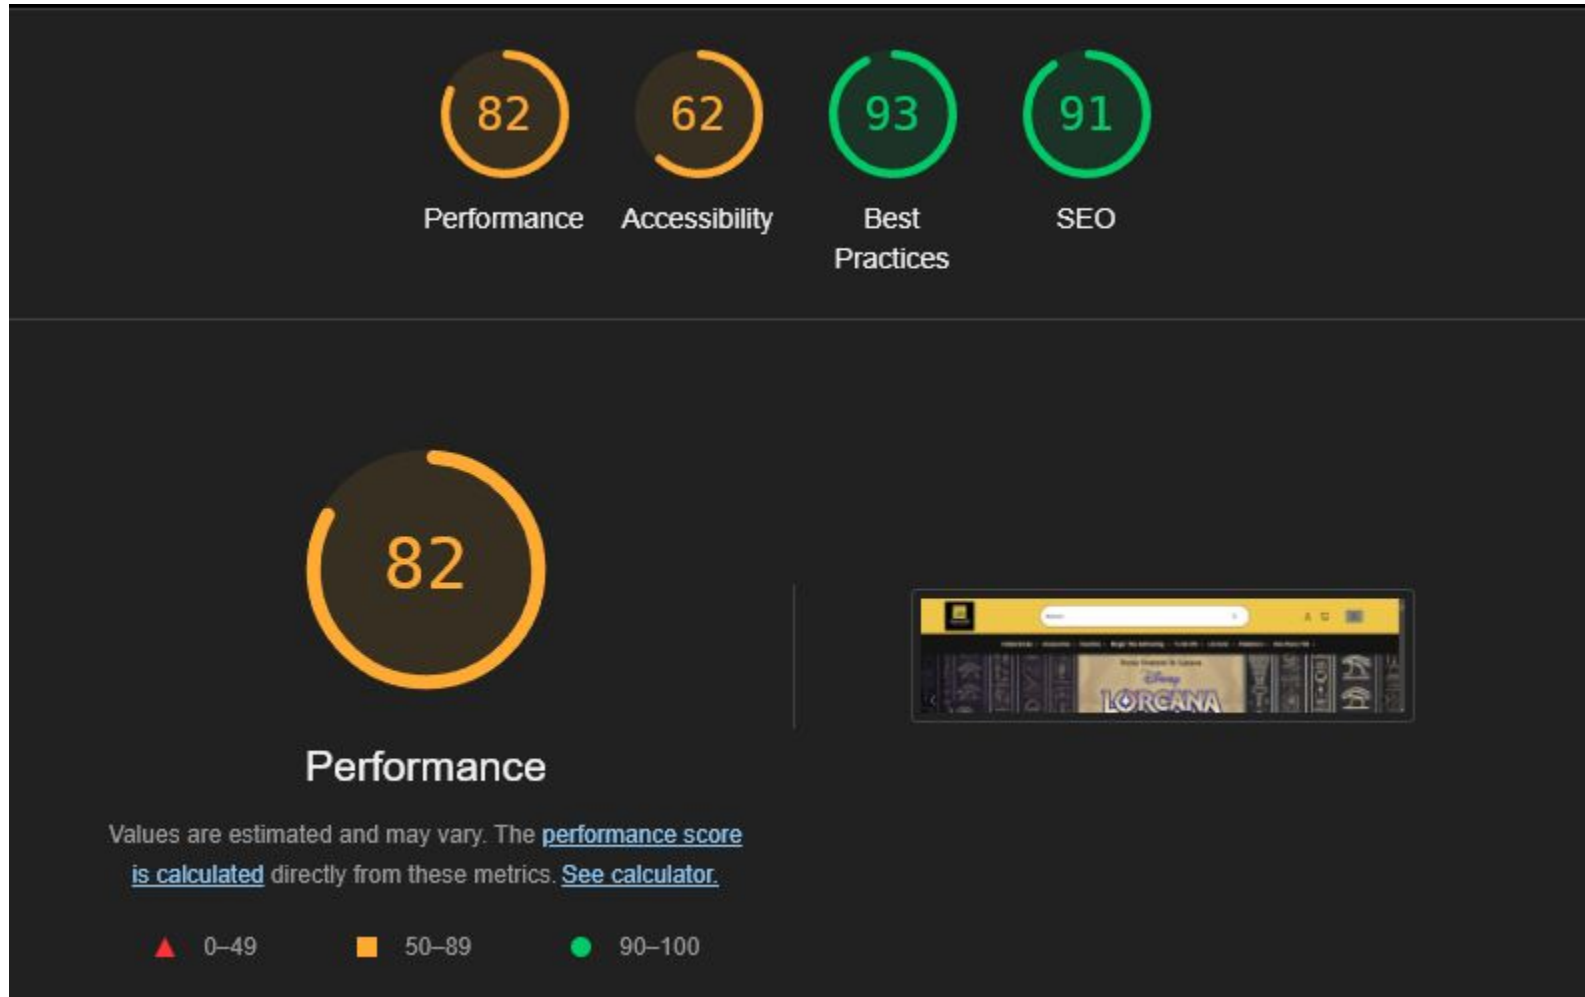 82
62
93
91
Performance
Accessibility
Best
Practices
SEO
82
Performance
Values are estimated and may vary. The performance score
is calculated directly from these metrics. See calculator.
0–49
50–89
90–100
Disney
LORCANA